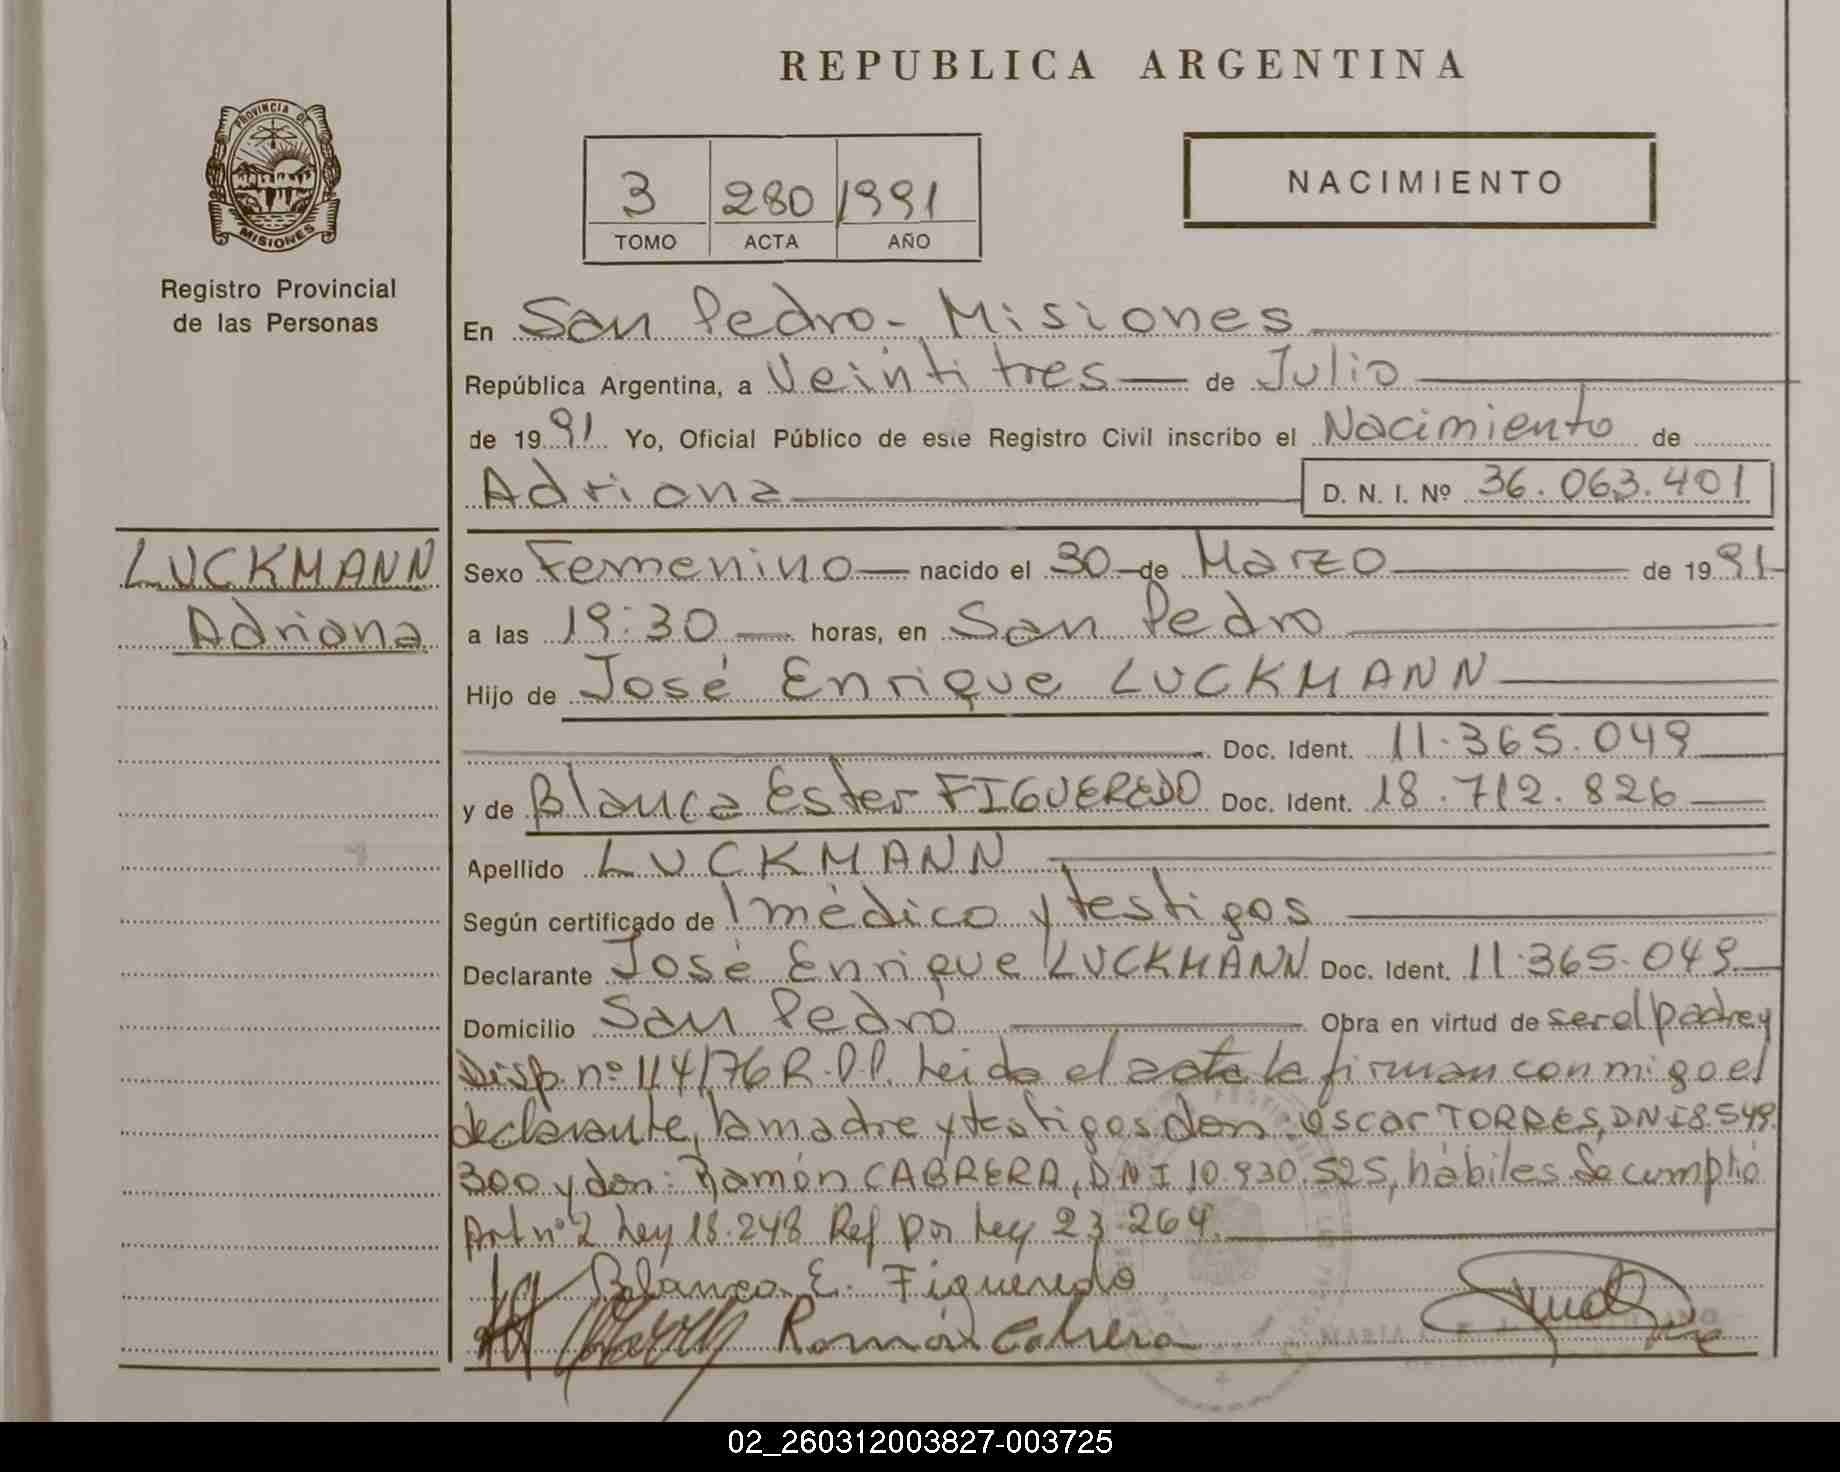 REPUBLICA ARGENTINA
PROVINCIA DE
MISIONES
Registro Provincial
de las Personas
3 280 1991
TOMO ACTA AÑO
NACIMIENTO
En San Pedro - Misiones
República Argentina, a Veintitres de Julio
de 1991 Yo, Oficial Público de este Registro Civil inscribo el Nacimiento de
Adriana D. N. I. Nº 36.063.401
LUCKMANN
Adriana
Sexo Femenino nacido el 30 de Marzo de 1991
a las 19:30 horas, en San Pedro
Hijo de José Enrique LUCKMANN
Doc. Ident. 11.365.049
y de Blanca Ester FIGUEREDO Doc. Ident. 18.712.826
Apellido LUCKMANN
Según certificado de 1 médico y testigos
Declarante José Enrique LUCKMANN Doc. Ident. 11.365.049
Domicilio San Pedro Obra en virtud de ser el padre y
Disp. nº 114/76 R.P.P. Leida el acta la firman conmigo el
declarante, la madre y testigos don: Oscar TORRES, DNI 8.549.
300 y don: Ramón CABRERA, DNI 10.930.525, hábiles Se cumplió
Art nº 2 Ley 18.248 Ref por Ley 23.264.
Blanca E. Figueredo
Ramón Cabrera
02_260312003827-003725